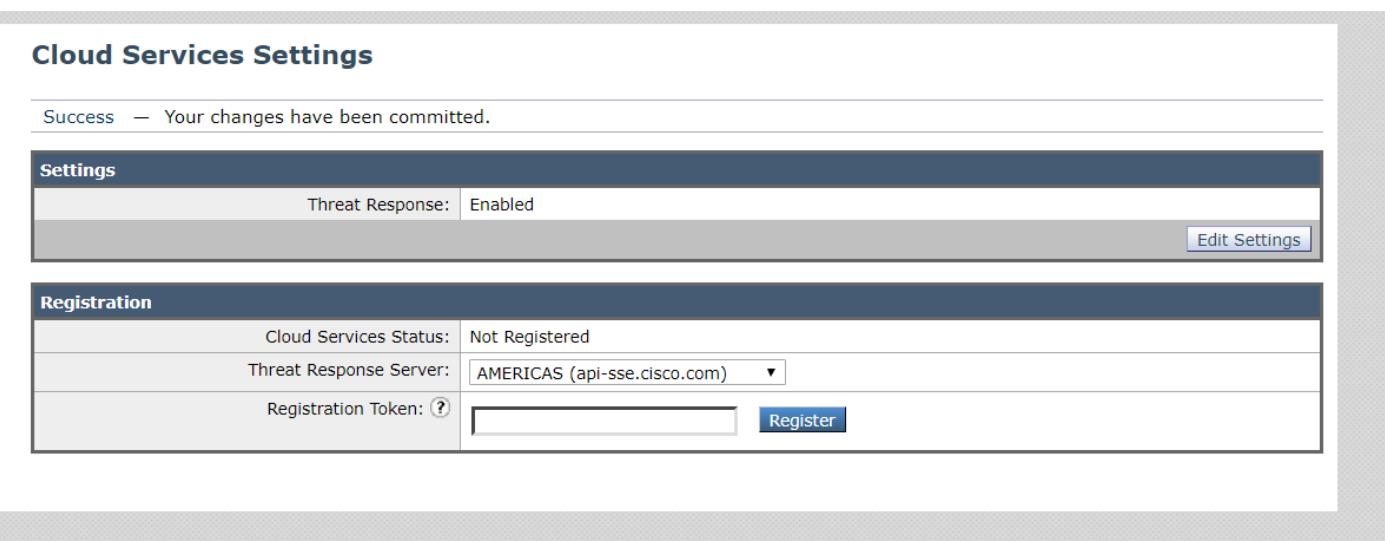 Cloud Services Settings
Success — Your changes have been committed.
Settings
Threat Response: Enabled
Edit Settings
Registration
Cloud Services Status: Not Registered
Threat Response Server: AMERICAS (api-sse.cisco.com) ▼
Registration Token: ? Register